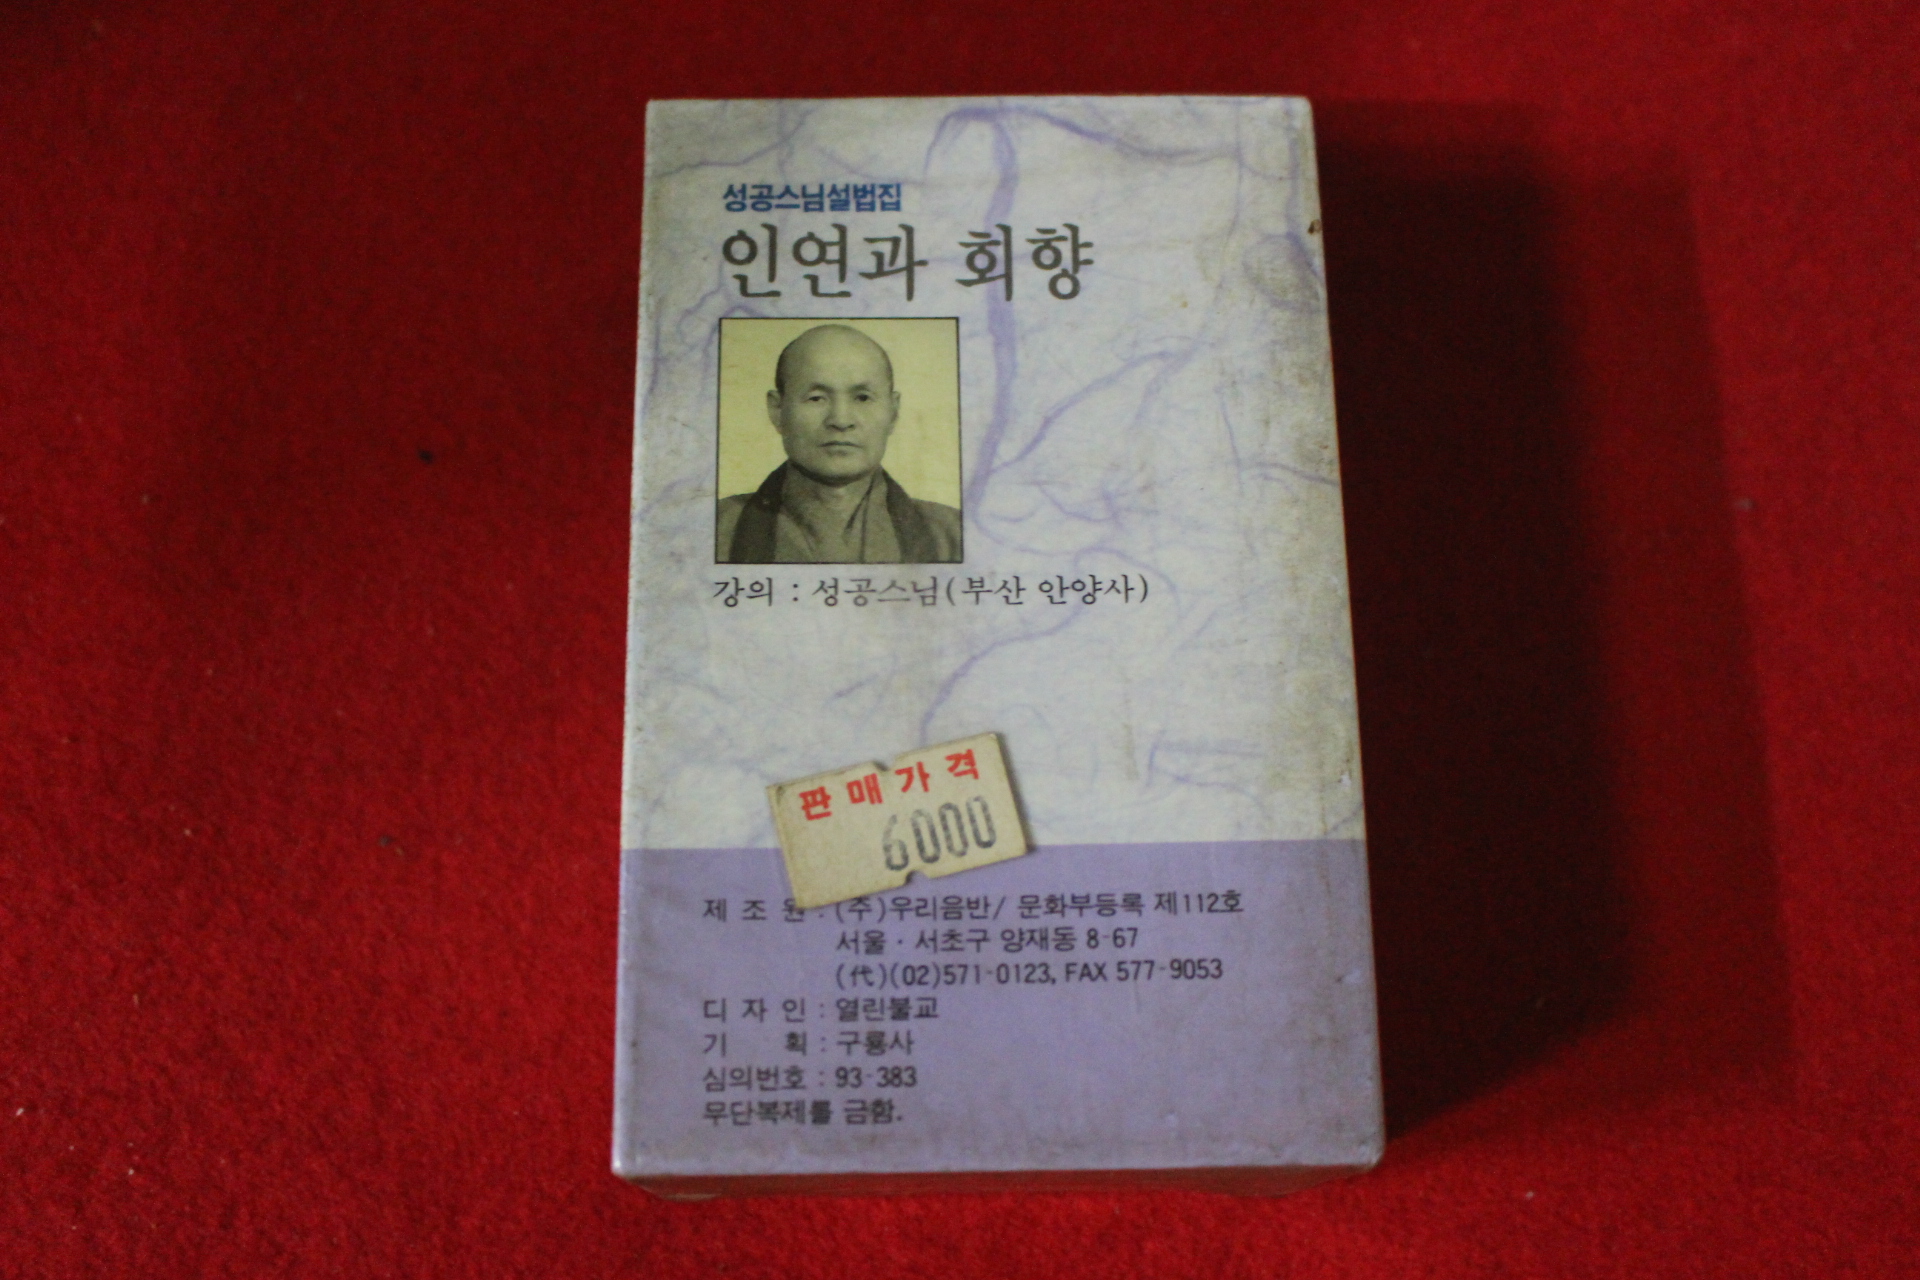 성공스님설법집
인연과 회향
강의 : 성공스님(부산 안양사)
판매가격
6000
제 조 원 : (주)우리음반/ 문화부등록 제112호
서울 · 서초구 양재동 8-67
(代)(02)571-0123, FAX 577-9053
디 자 인 : 열린불교
기 획 : 구룡사
심의번호 : 93-383
무단복제를 금함.